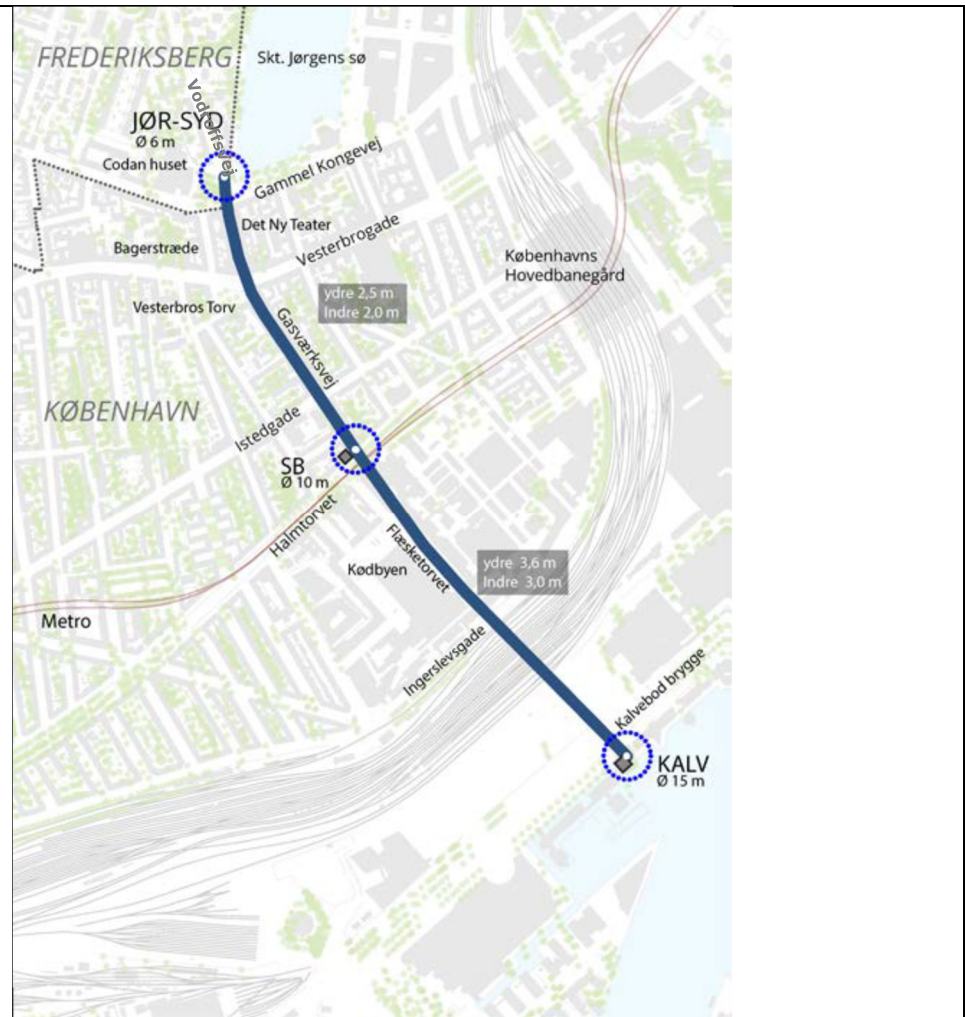 FREDERIKSBERG
Skt. Jørgens sø
Vodroffsvej
JØR-SYD
Ø 6 m
Codan huset
Gammel Kongevej
Det Ny Teater
Bagerstræde
Vesterbrogade
Københavns
Hovedbanegård
ydre 2,5 m
Indre 2,0 m
Vesterbros Torv
Gasværksvej
KØBENHAVN
Istedgade
SB
Ø 10 m
Halmtorvet
Flæsketorvet
Kødbyen
ydre 3,6 m
Indre 3,0 m
Metro
Ingerslevsgade
Kalvebod brygge
KALV
Ø 15 m